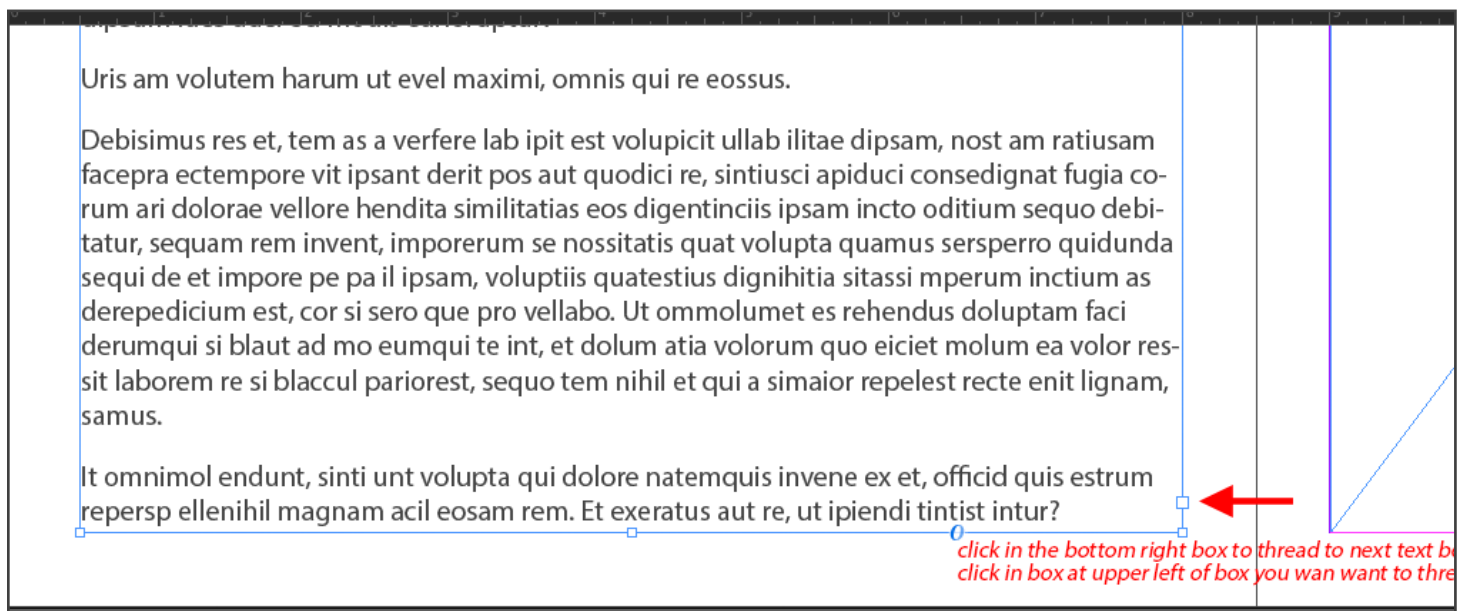 1 2 3 4 5 6 7 8 9
Uris am volutem harum ut evel maximi, omnis qui re eossus.
Debisimus res et, tem as a verfere lab ipit est volupicit ullab ilitae dipsam, nost am ratiusam
facepra ectempore vit ipsant derit pos aut quodici re, sintiusci apiduci consedignat fugia co-
rum ari dolorae vellore hendita similitatias eos digentinciis ipsam incto oditium sequo debi-
tatur, sequam rem invent, imporerum se nossitatis quat volupta quamus sersperro quidunda
sequi de et impore pe pa il ipsam, voluptiis quatestius dignihitia sitassi mperum inctium as
derepedicium est, cor si sero que pro vellabo. Ut ommolumet es rehendus doluptam faci
derumqui si blaut ad mo eumqui te int, et dolum atia volorum quo eiciet molum ea volor res-
sit laborem re si blaccul pariorest, sequo tem nihil et qui a simaior repelest recte enit lignam,
samus.
It omnimol endunt, sinti unt volupta qui dolore natemquis invene ex et, officid quis estrum
repersp ellenihil magnam acil eosam rem. Et exeratus aut re, ut ipiendi tintist intur?
click in the bottom right box to thread to next text
click in box at upper left of box you wan want to